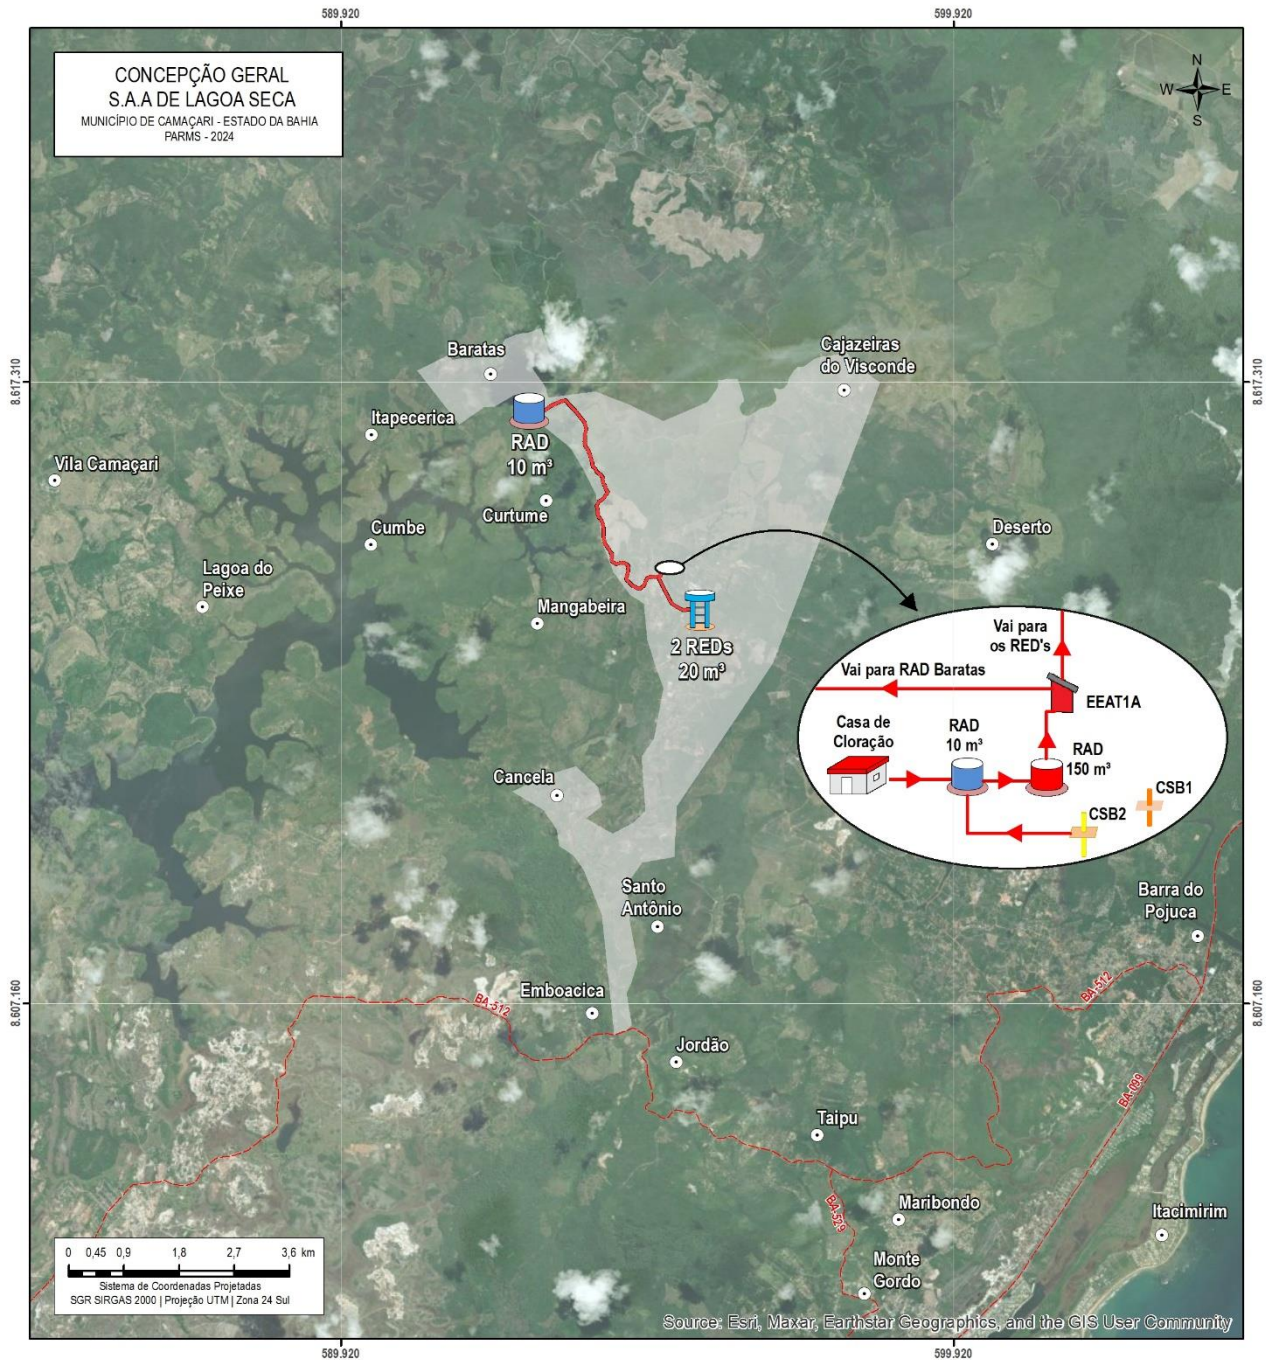 589.920
599.920
CONCEPÇÃO GERAL
S.A.A DE LAGOA SECA
MUNICÍPIO DE CAMAÇARI - ESTADO DA BAHIA
PARMS - 2024
N
W
E
S
8.617.310
8.617.310
Baratas
Cajazeiras
do Visconde
Itapecerica
RAD
10 m³
Vila Camaçari
Curtume
Cumbe
Deserto
Lagoa do
Peixe
Mangabeira
2 REDs
20 m³
Vai para
os RED's
Vai para RAD Baratas
EEAT1A
Casa de
Cloração
RAD
10 m³
RAD
150 m³
CSB1
CSB2
Cancela
Santo
Antônio
Barra do
Pojuca
Emboacica
BA-512
BA-512
8.607.160
8.607.160
Jordão
BA-099
Taipu
BA-529
Maribondo
Itacimirim
Monte
Gordo
0 0,45 0,9 1,8 2,7 3,6 km
Sistema de Coordenadas Projetadas
SGR SIRGAS 2000 | Projeção UTM | Zona 24 Sul
Source: Esri, Maxar, Earthstar Geographics, and the GIS User Community
589.920
599.920